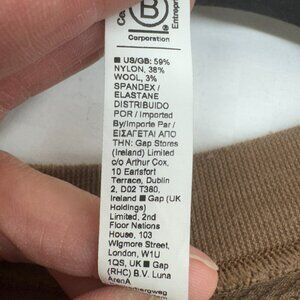 B
Corporation
■ US/GB: 59%
NYLON, 38%
WOOL, 3%
SPANDEX /
ELASTANE
DISTRIBUIDO
POR / Imported
By/Importe Par /
ΕΙΣΑΓΕΤΑΙ ΑΠΟ
ΤΗΝ: Gap Stores
(Ireland) Limited
c/o Arthur Cox,
10 Earlsfort
Terrace, Dublin
2, D02 T380,
Ireland ■ Gap (UK
Holdings)
Limited, 2nd
Floor Nations
House, 103
Wigmore Street,
London, W1U
1QS, UK ■ Gap
(RHC) B.V. Luna
ArenA